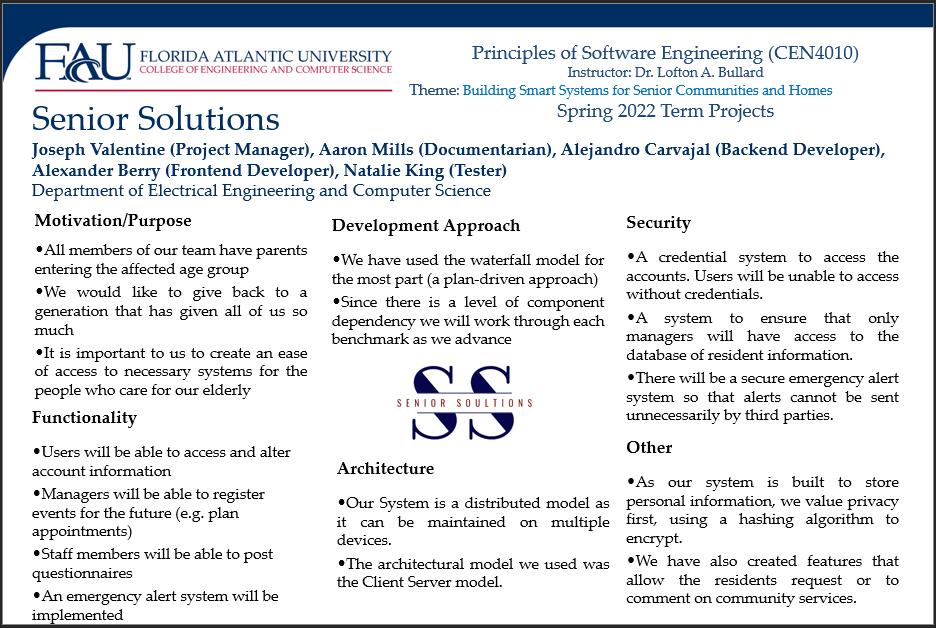 FAU FLORIDA ATLANTIC UNIVERSITY
COLLEGE OF ENGINEERING AND COMPUTER SCIENCE
Principles of Software Engineering (CEN4010)
Instructor: Dr. Lofton A. Bullard
Theme: Building Smart Systems for Senior Communities and Homes
Spring 2022 Term Projects
Senior Solutions
Joseph Valentine (Project Manager), Aaron Mills (Documentarian), Alejandro Carvajal (Backend Developer),
Alexander Berry (Frontend Developer), Natalie King (Tester)
Department of Electrical Engineering and Computer Science
Motivation/Purpose
•All members of our team have parents
entering the affected age group
•We would like to give back to a
generation that has given all of us so
much
•It is important to us to create an ease
of access to necessary systems for the
people who care for our elderly
Functionality
•Users will be able to access and alter
account information
•Managers will be able to register
events for the future (e.g. plan
appointments)
•Staff members will be able to post
questionnaires
•An emergency alert system will be
implemented
Development Approach
•We have used the waterfall model for
the most part (a plan-driven approach)
•Since there is a level of component
dependency we will work through each
benchmark as we advance
SS
SENIOR SOULTIONS
Architecture
•Our System is a distributed model as
it can be maintained on multiple
devices.
•The architectural model we used was
the Client Server model.
Security
•A credential system to access the
accounts. Users will be unable to access
without credentials.
•A system to ensure that only
managers will have access to the
database of resident information.
•There will be a secure emergency alert
system so that alerts cannot be sent
unnecessarily by third parties.
Other
•As our system is built to store
personal information, we value privacy
first, using a hashing algorithm to
encrypt.
•We have also created features that
allow the residents request or to
comment on community services.